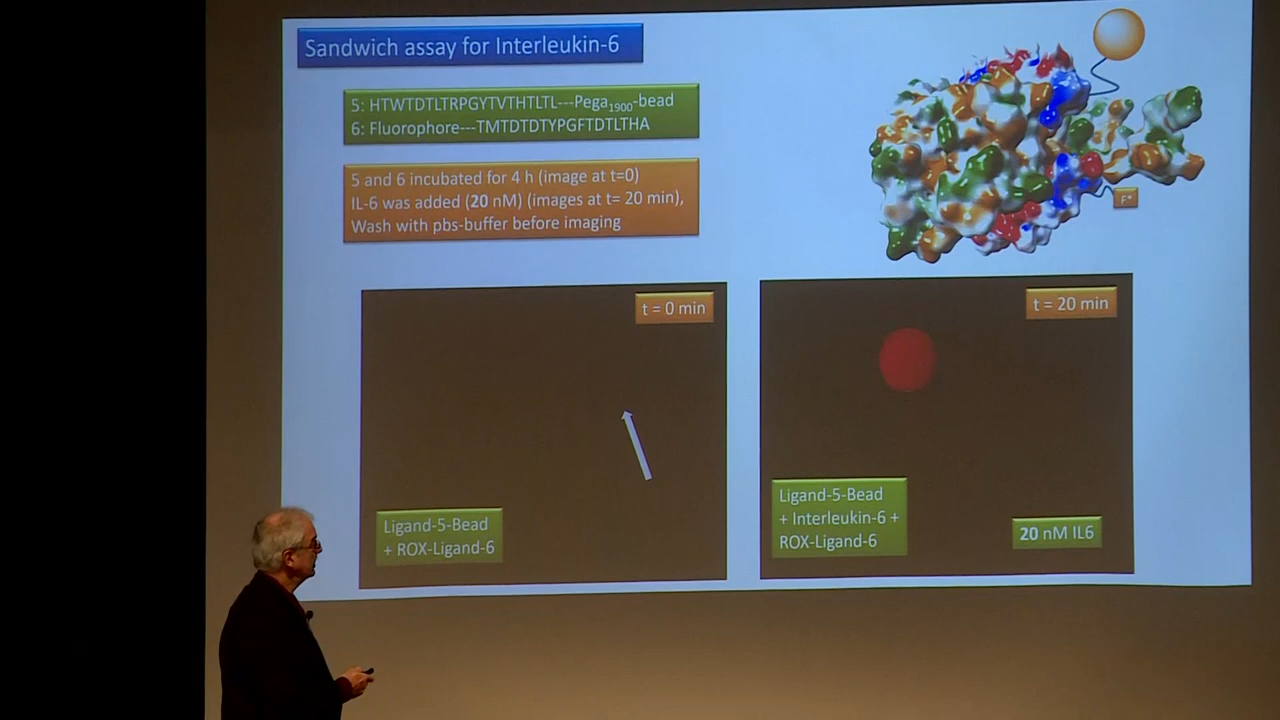 Sandwich assay for Interleukin-6
5: HTWTDTLTRPGYTVTHTLTL---Pega1900-bead
6: Fluorophore---TMTDTDTYPGFTDTLTHA
5 and 6 incubated for 4 h (image at t=0)
IL-6 was added (20 nM) (images at t= 20 min),
Wash with pbs-buffer before imaging
F*
t = 0 min
Ligand-5-Bead
+ ROX-Ligand-6
t = 20 min
Ligand-5-Bead
+ Interleukin-6 +
ROX-Ligand-6
20 nM IL6